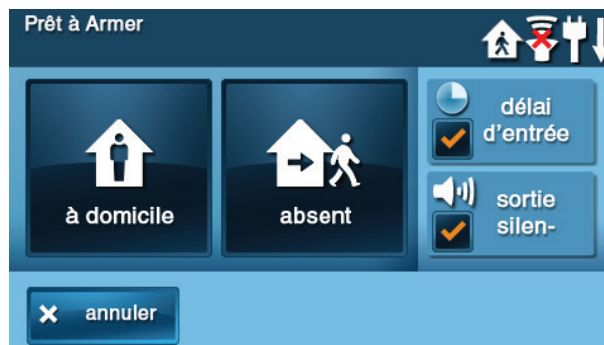 Prêt à Armer
à domicile
absent
délai
d'entrée
sortie
silen-
annuler